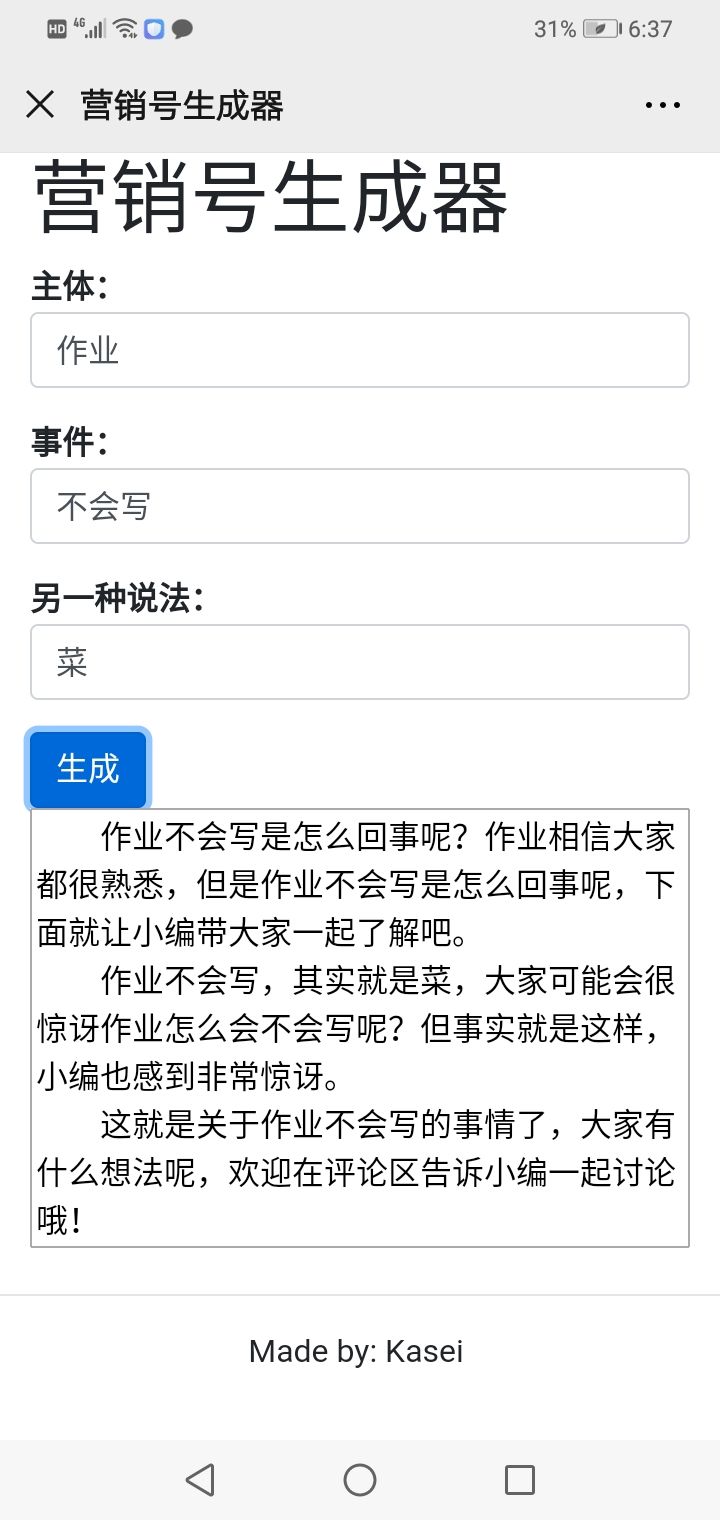 HD 4G 31% 6:37
营销号生成器
营销号生成器
主体：
作业
事件：
不会写
另一种说法：
菜
生成
作业不会写是怎么回事呢？作业相信大家
都很熟悉，但是作业不会写是怎么回事呢，下
面就让小编带大家一起了解吧。
作业不会写，其实就是菜，大家可能会很
惊讶作业怎么会不会写呢？但事实就是这样，
小编也感到非常惊讶。
这就是关于作业不会写的事情了，大家有
什么想法呢，欢迎在评论区告诉小编一起讨论
哦！
Made by: Kasei